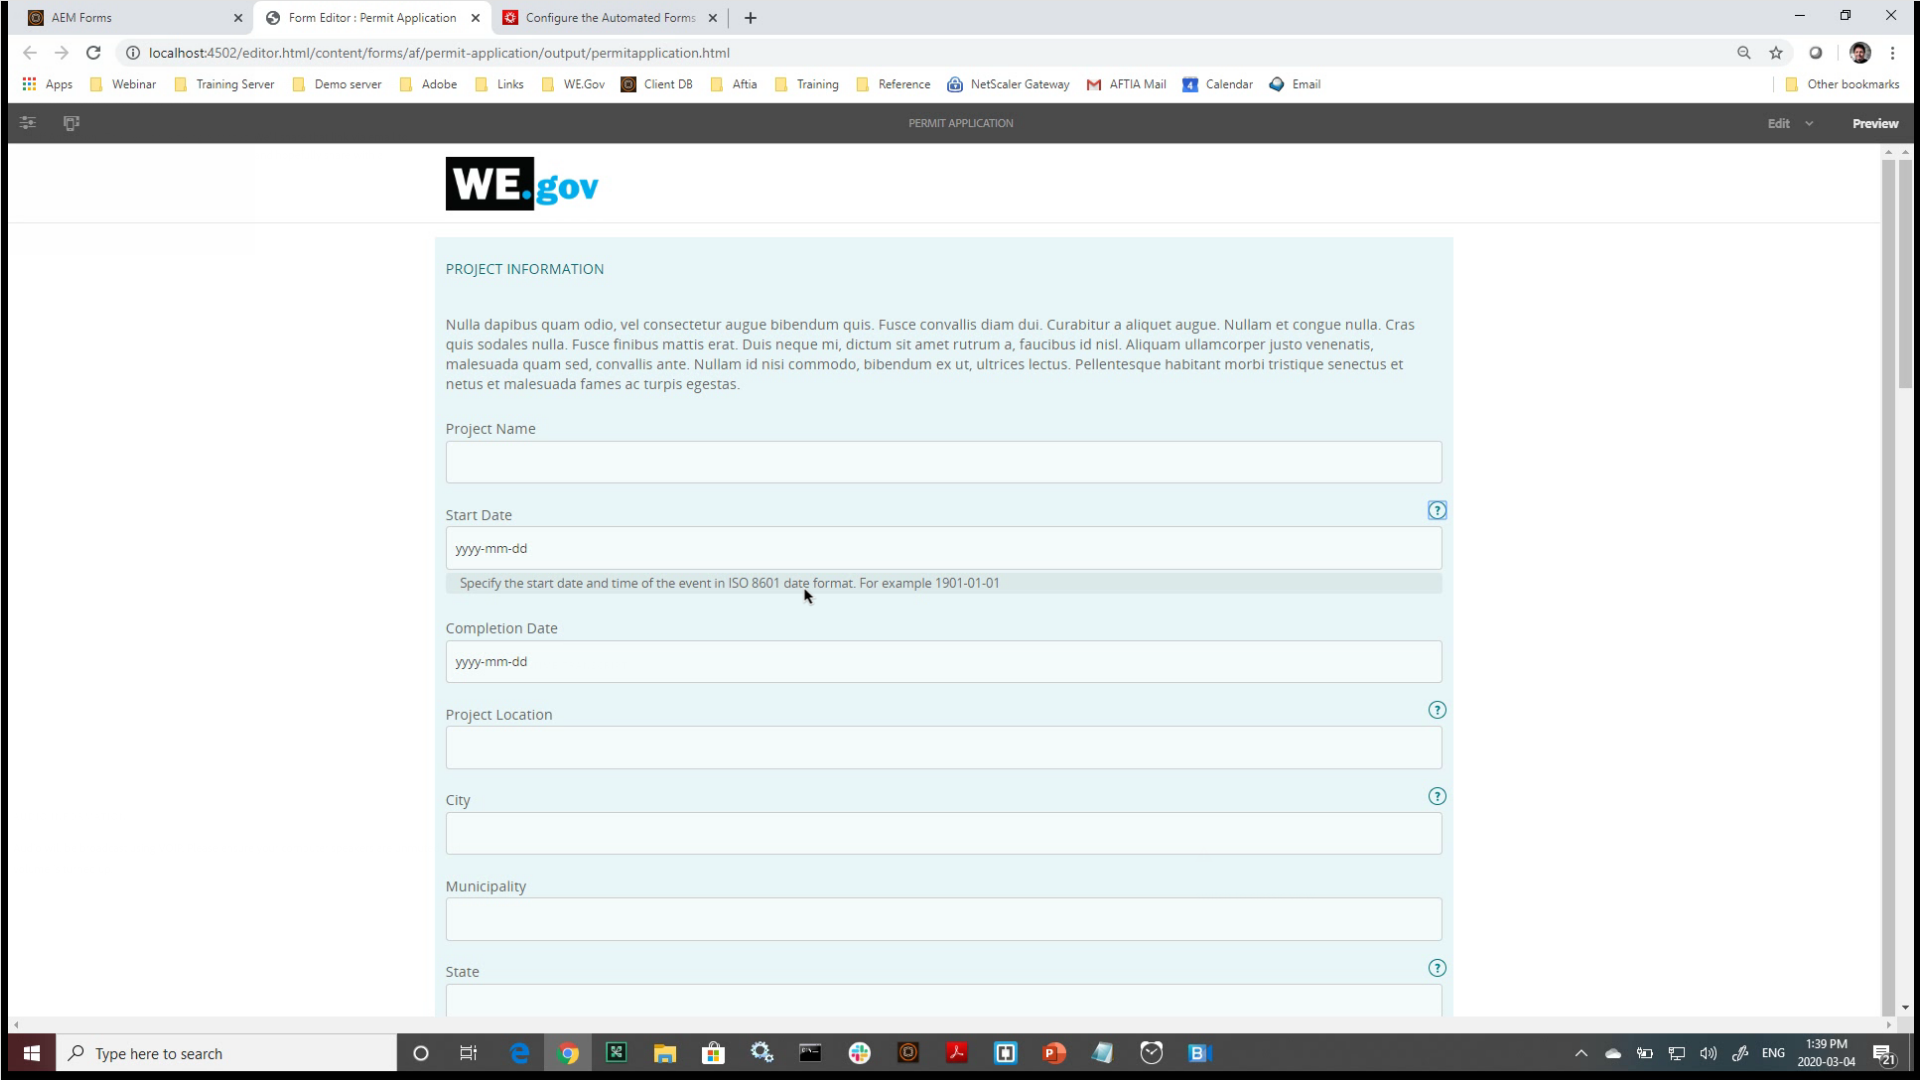 AEM Forms
Form Editor : Permit Application
Configure the Automated Forms
localhost:4502/editor.html/content/forms/af/permit-application/output/permitapplication.html
Apps Webinar Training Server Demo server Adobe Links WE.Gov Client DB Aftia Training Reference NetScaler Gateway AFTIA Mail Calendar Email Other bookmarks
PERMIT APPLICATION Edit Preview
WE.gov
PROJECT INFORMATION
Nulla dapibus quam odio, vel consectetur augue bibendum quis. Fusce convallis diam dui. Curabitur a aliquet augue. Nullam et congue nulla. Cras
quis sodales nulla. Fusce finibus mattis erat. Duis neque mi, dictum sit amet rutrum a, faucibus id nisl. Aliquam ullamcorper justo venenatis,
malesuada quam sed, convallis ante. Nullam id nisi commodo, bibendum ex ut, ultrices lectus. Pellentesque habitant morbi tristique senectus et
netus et malesuada fames ac turpis egestas.
Project Name
Start Date ?
yyyy-mm-dd
Specify the start date and time of the event in ISO 8601 date format. For example 1901-01-01
Completion Date
yyyy-mm-dd
Project Location ?
City ?
Municipality
State ?
Type here to search
ENG
1:39 PM
2020-03-04
21